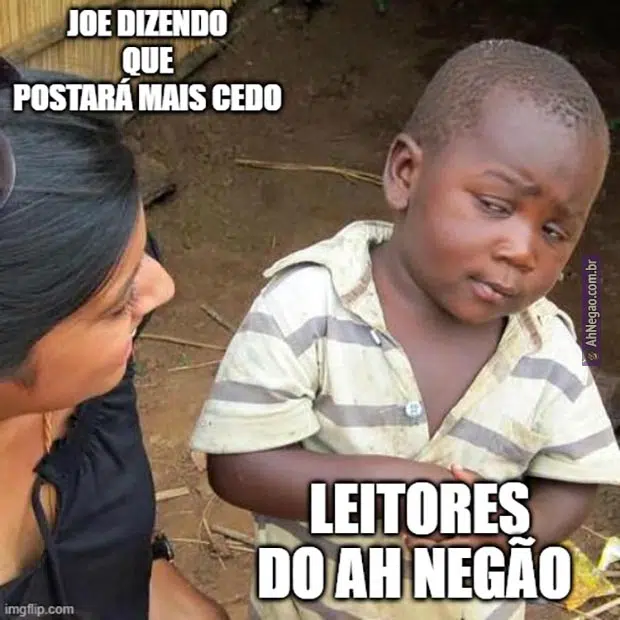 JOE DIZENDO
QUE
POSTARÁ MAIS CEDO
AhNegao.com.br
LEITORES
DO AH NEGÃO
imgflip.com